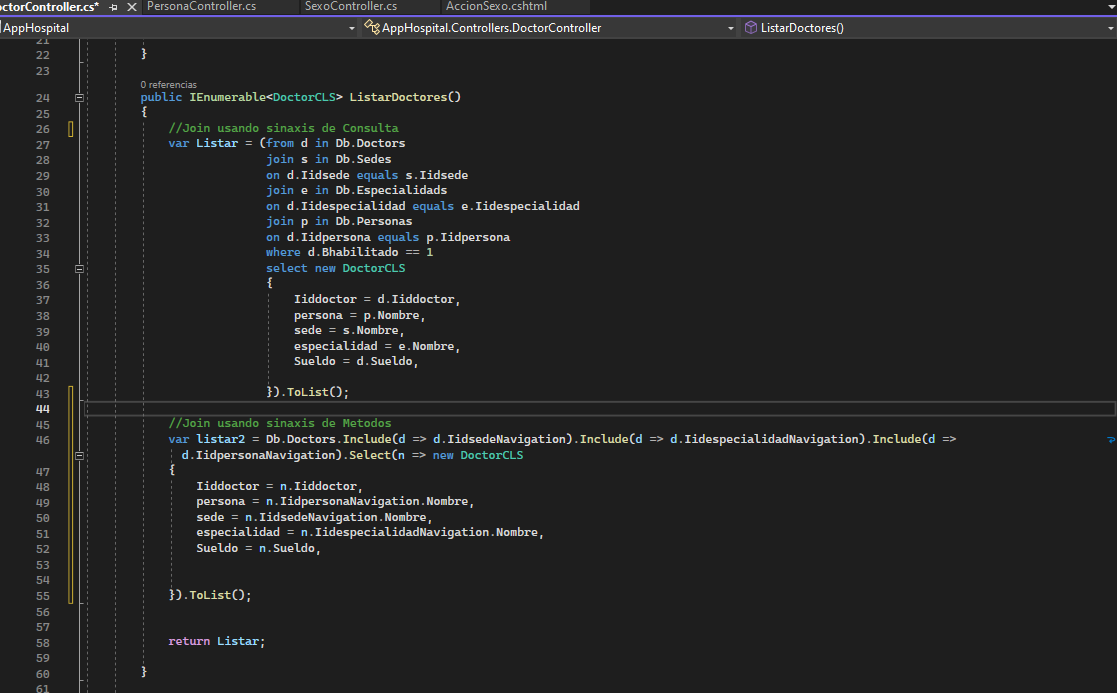 octorController.cs*
PersonaController.cs
SexoController.cs
AccionSexo.cshtml
AppHospital
AppHospital.Controllers.DoctorController
ListarDoctores()
21
22 }
23
0 referencias
24 public IEnumerable<DoctorCLS> ListarDoctores()
25 {
26 //Join usando sinaxis de Consulta
27 var Listar = (from d in Db.Doctors
28 join s in Db.Sedes
29 on d.Iidsede equals s.Iidsede
30 join e in Db.Especialidads
31 on d.Iidespecialidad equals e.Iidespecialidad
32 join p in Db.Personas
33 on d.Iidpersona equals p.Iidpersona
34 where d.Bhabilitado == 1
35 select new DoctorCLS
36 {
37 Iiddoctor = d.Iiddoctor,
38 persona = p.Nombre,
39 sede = s.Nombre,
40 especialidad = e.Nombre,
41 Sueldo = d.Sueldo,
42
43 }).ToList();
44
45 //Join usando sinaxis de Metodos
46 var listar2 = Db.Doctors.Include(d => d.IidsedeNavigation).Include(d => d.IidespecialidadNavigation).Include(d =>
d.IidpersonaNavigation).Select(n => new DoctorCLS
47 {
48 Iiddoctor = n.Iiddoctor,
49 persona = n.IidpersonaNavigation.Nombre,
50 sede = n.IidsedeNavigation.Nombre,
51 especialidad = n.IidespecialidadNavigation.Nombre,
52 Sueldo = n.Sueldo,
53
54
55 }).ToList();
56
57
58 return Listar;
59
60 }
61